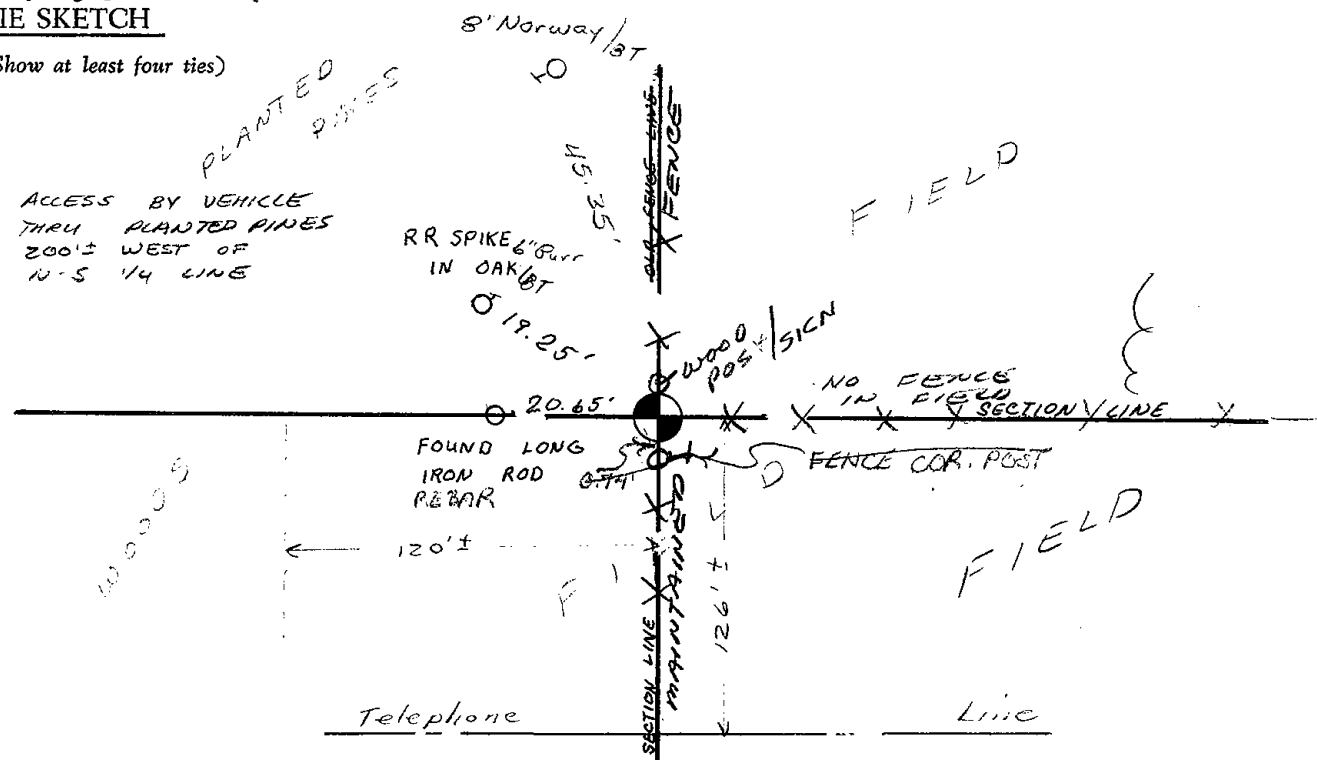 IE SKETCH
Show at least four ties)
8" Norway/BT
PLANTED
PINES
45.35'
OLD FENCE LINE
FENCE
FIELD
ACCESS BY VEHICLE
THRU PLANTED PINES
200'± WEST OF
N-S 1/4 LINE
RR SPIKE 6" Burr
IN OAK/BT
19.25'
WOOD
POST/SIGN
NO FENCE
IN FIELD
20.65'
SECTION LINE
FOUND LONG
IRON ROD
REBAR
FENCE COR. POST
WOODS
120'±
FIELD
FIELD
126'±
SECTION LINE
MAINTAINED
Telephone Line